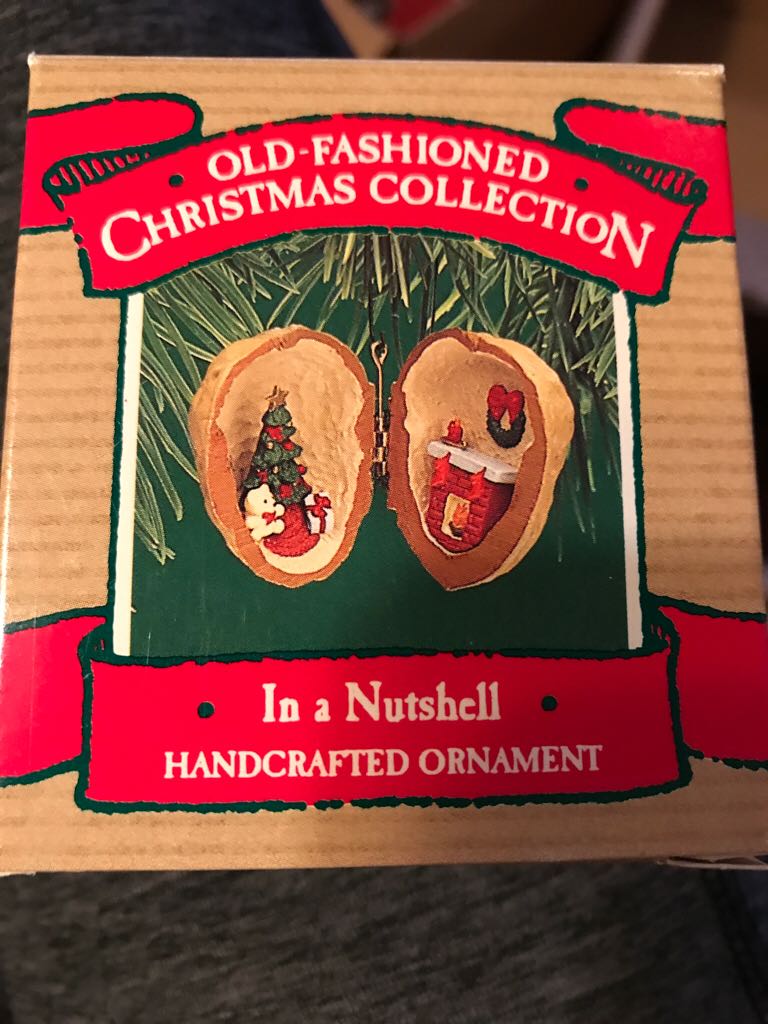 OLD-FASHIONED
CHRISTMAS COLLECTION
In a Nutshell
HANDCRAFTED ORNAMENT